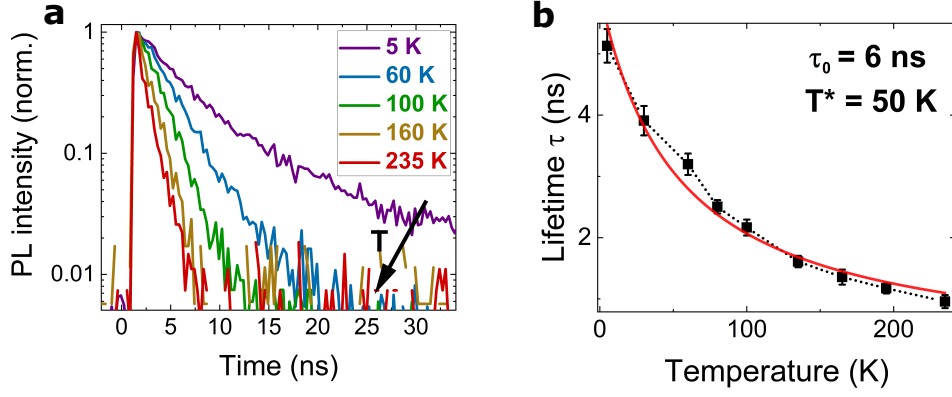 a
PL intensity (norm.)
1
0.1
0.01
5 K
60 K
100 K
160 K
235 K
T
0 5 10 15 20 25 30
Time (ns)
b
Lifetime τ (ns)
4
2
τ0 = 6 ns
T* = 50 K
0 100 200
Temperature (K)